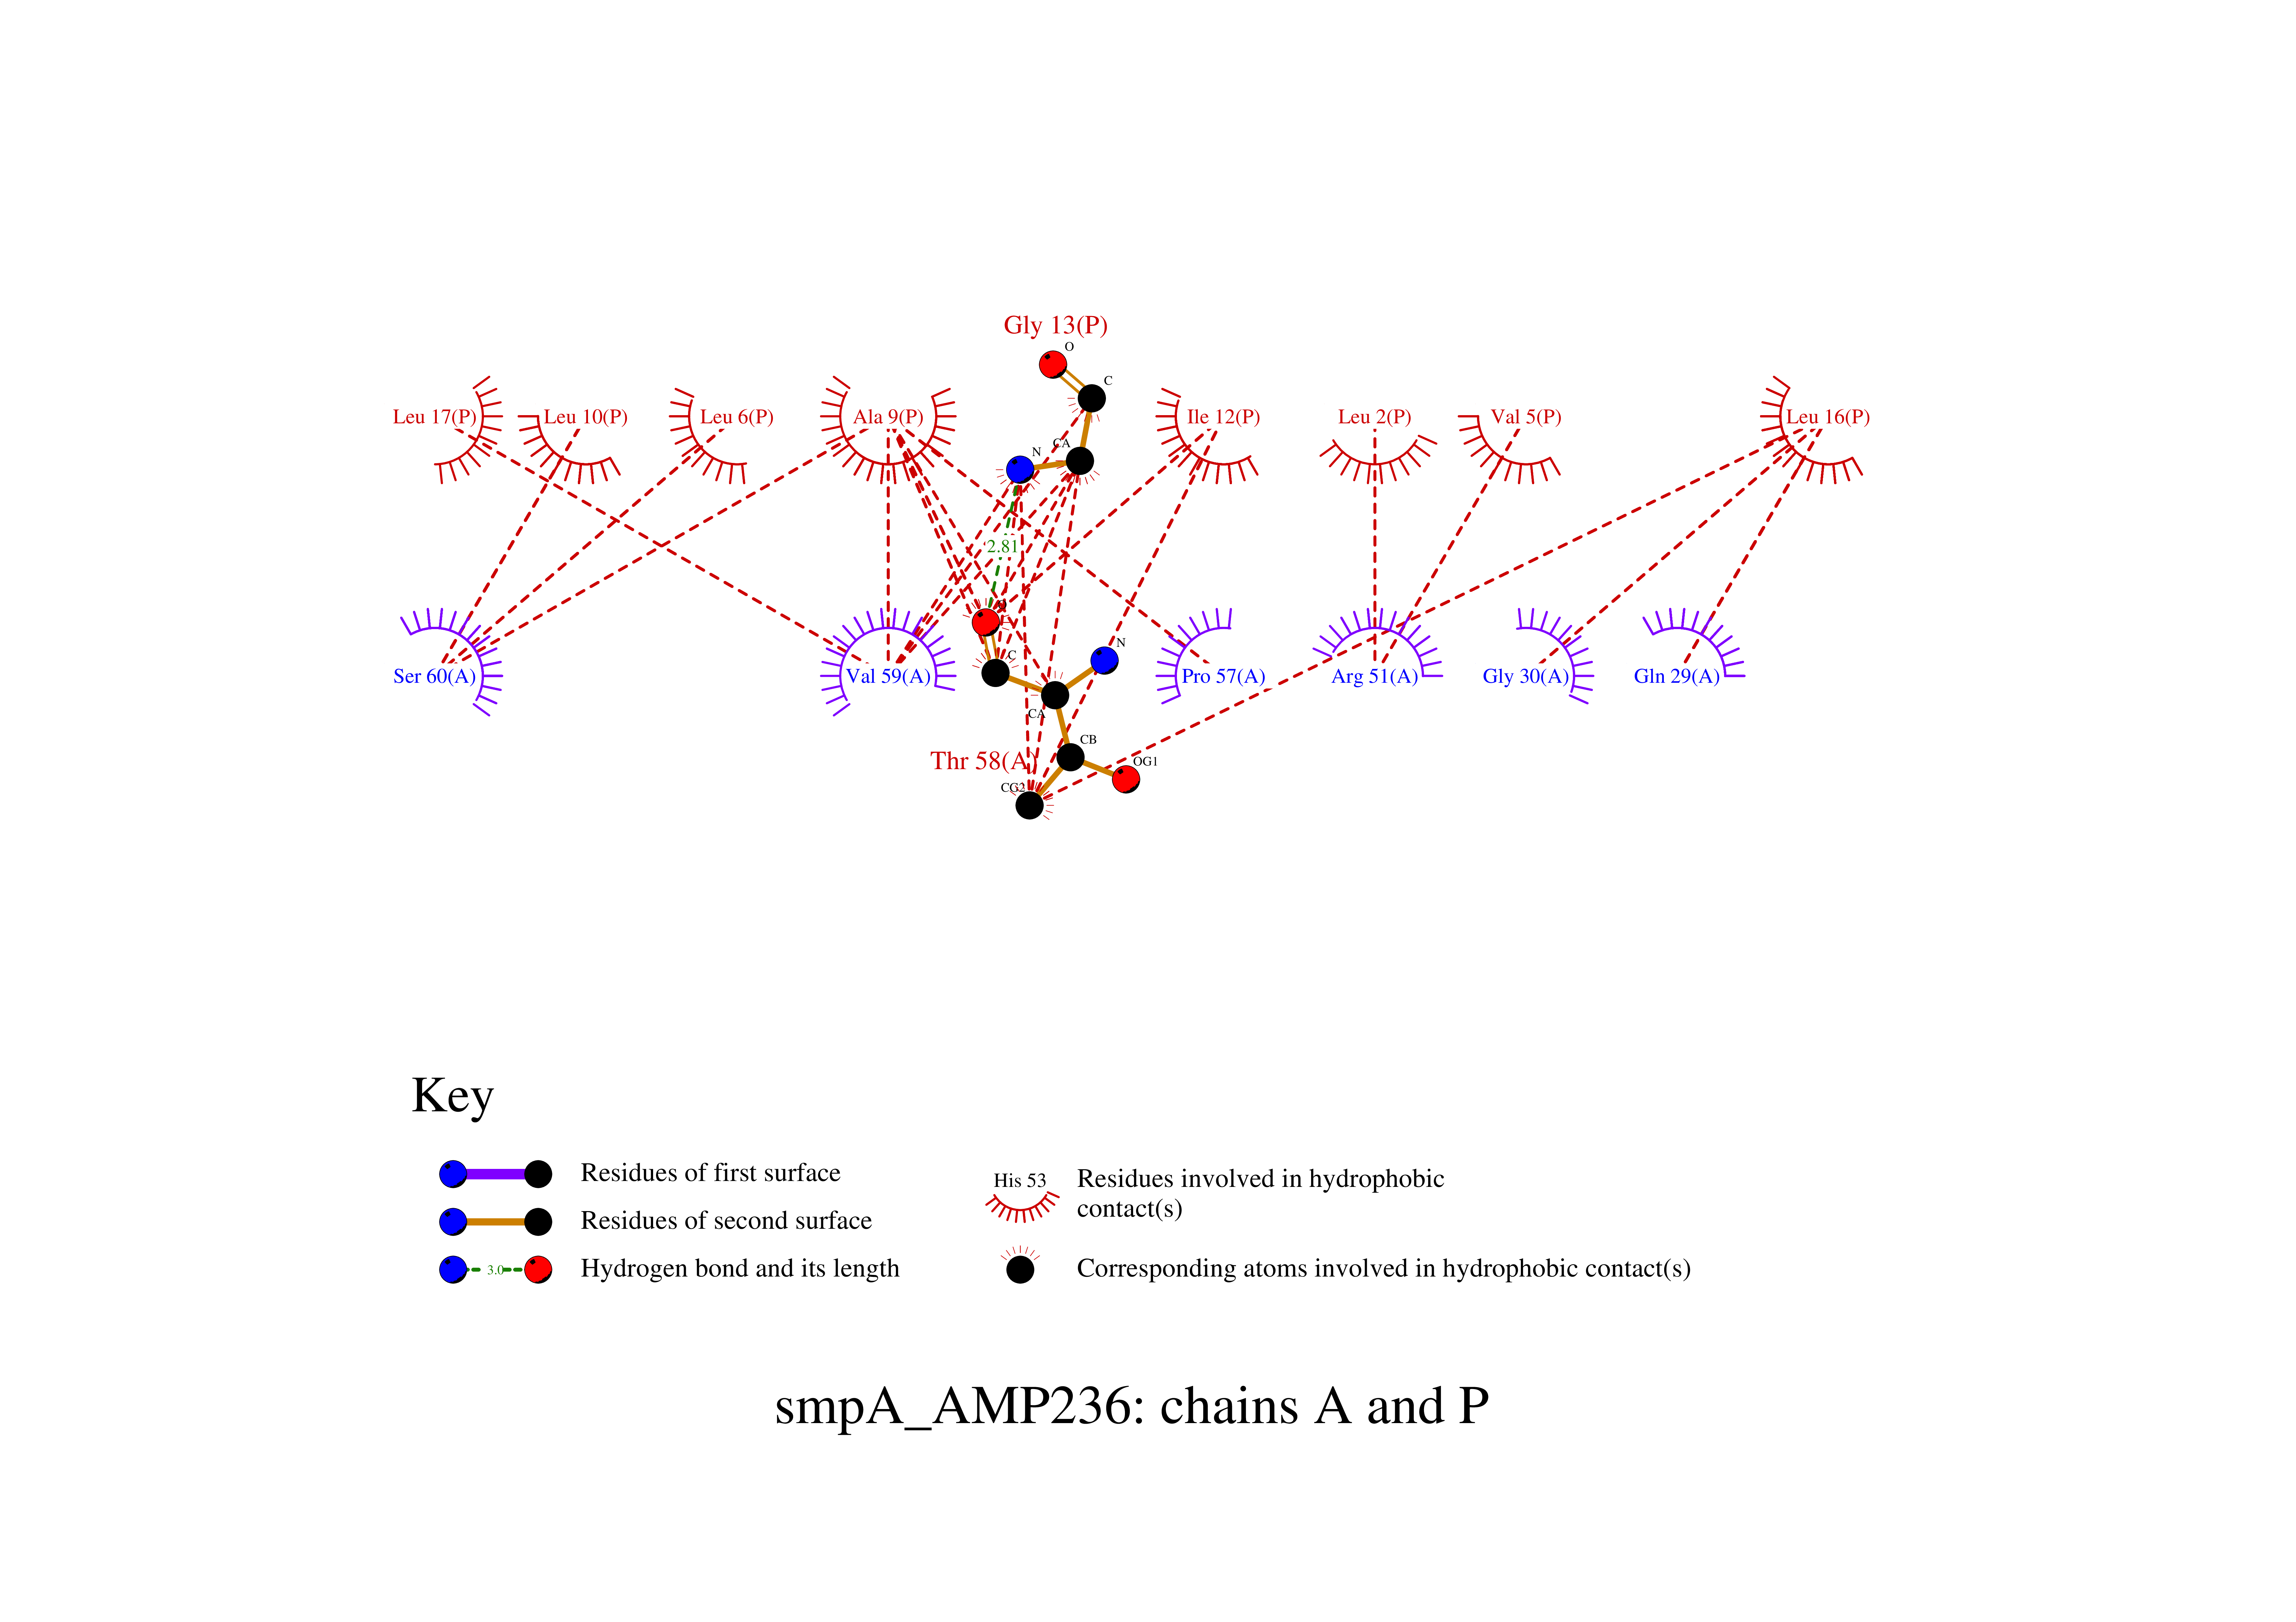 Gly 13(P)
O
C
Leu 17(P) Leu 10(P) Leu 6(P) Ala 9(P) Ile 12(P) Leu 2(P) Val 5(P) Leu 16(P)
CA
N
2.81
N
C
Ser 60(A) Val 59(A) Pro 57(A) Arg 51(A) Gly 30(A) Gln 29(A)
CA
CB
Thr 58(A) OG1
CG2
Key
Residues of first surface
Residues of second surface
3.0 Hydrogen bond and its length
His 53 Residues involved in hydrophobic
contact(s)
Corresponding atoms involved in hydrophobic contact(s)
smpA_AMP236: chains A and P